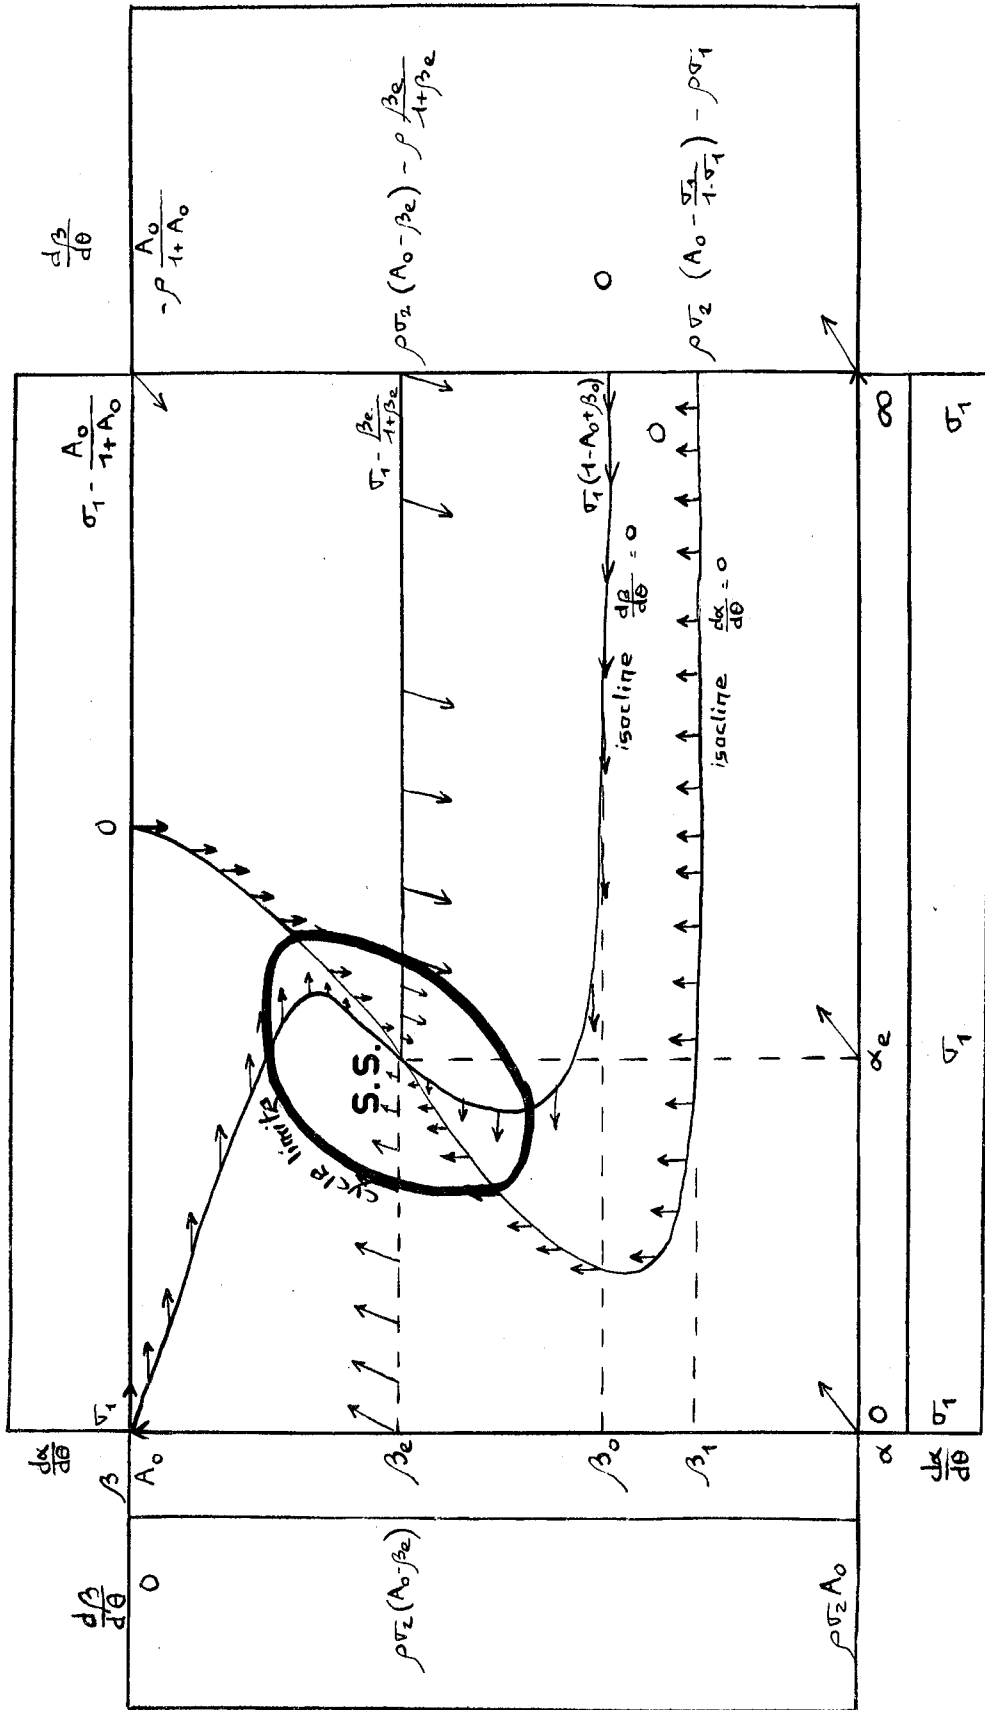 dα/dθ
σ₁
σ₁ - A₀/(1+A₀)
dβ/dθ
0
β
A₀
0
-ρ A₀/(1+A₀)
dβ/dθ
ρσ₂(A₀-βe)
βe
S.S.
cycle limite
σ₁ - βe/(1+βe)
ρσ₂ (A₀-βe) - ρ βe/(1+βe)
β₀
σ₁(1-A₀+β₀)
0
isocline dβ/dθ = 0
β₁
0
ρσ₂ (A₀ - σ₁/(1-σ₁)) - ρσ₁
isocline dα/dθ = 0
ρσ₂A₀
α
0
αe
∞
dα/dθ
σ₁
σ₁
σ₁